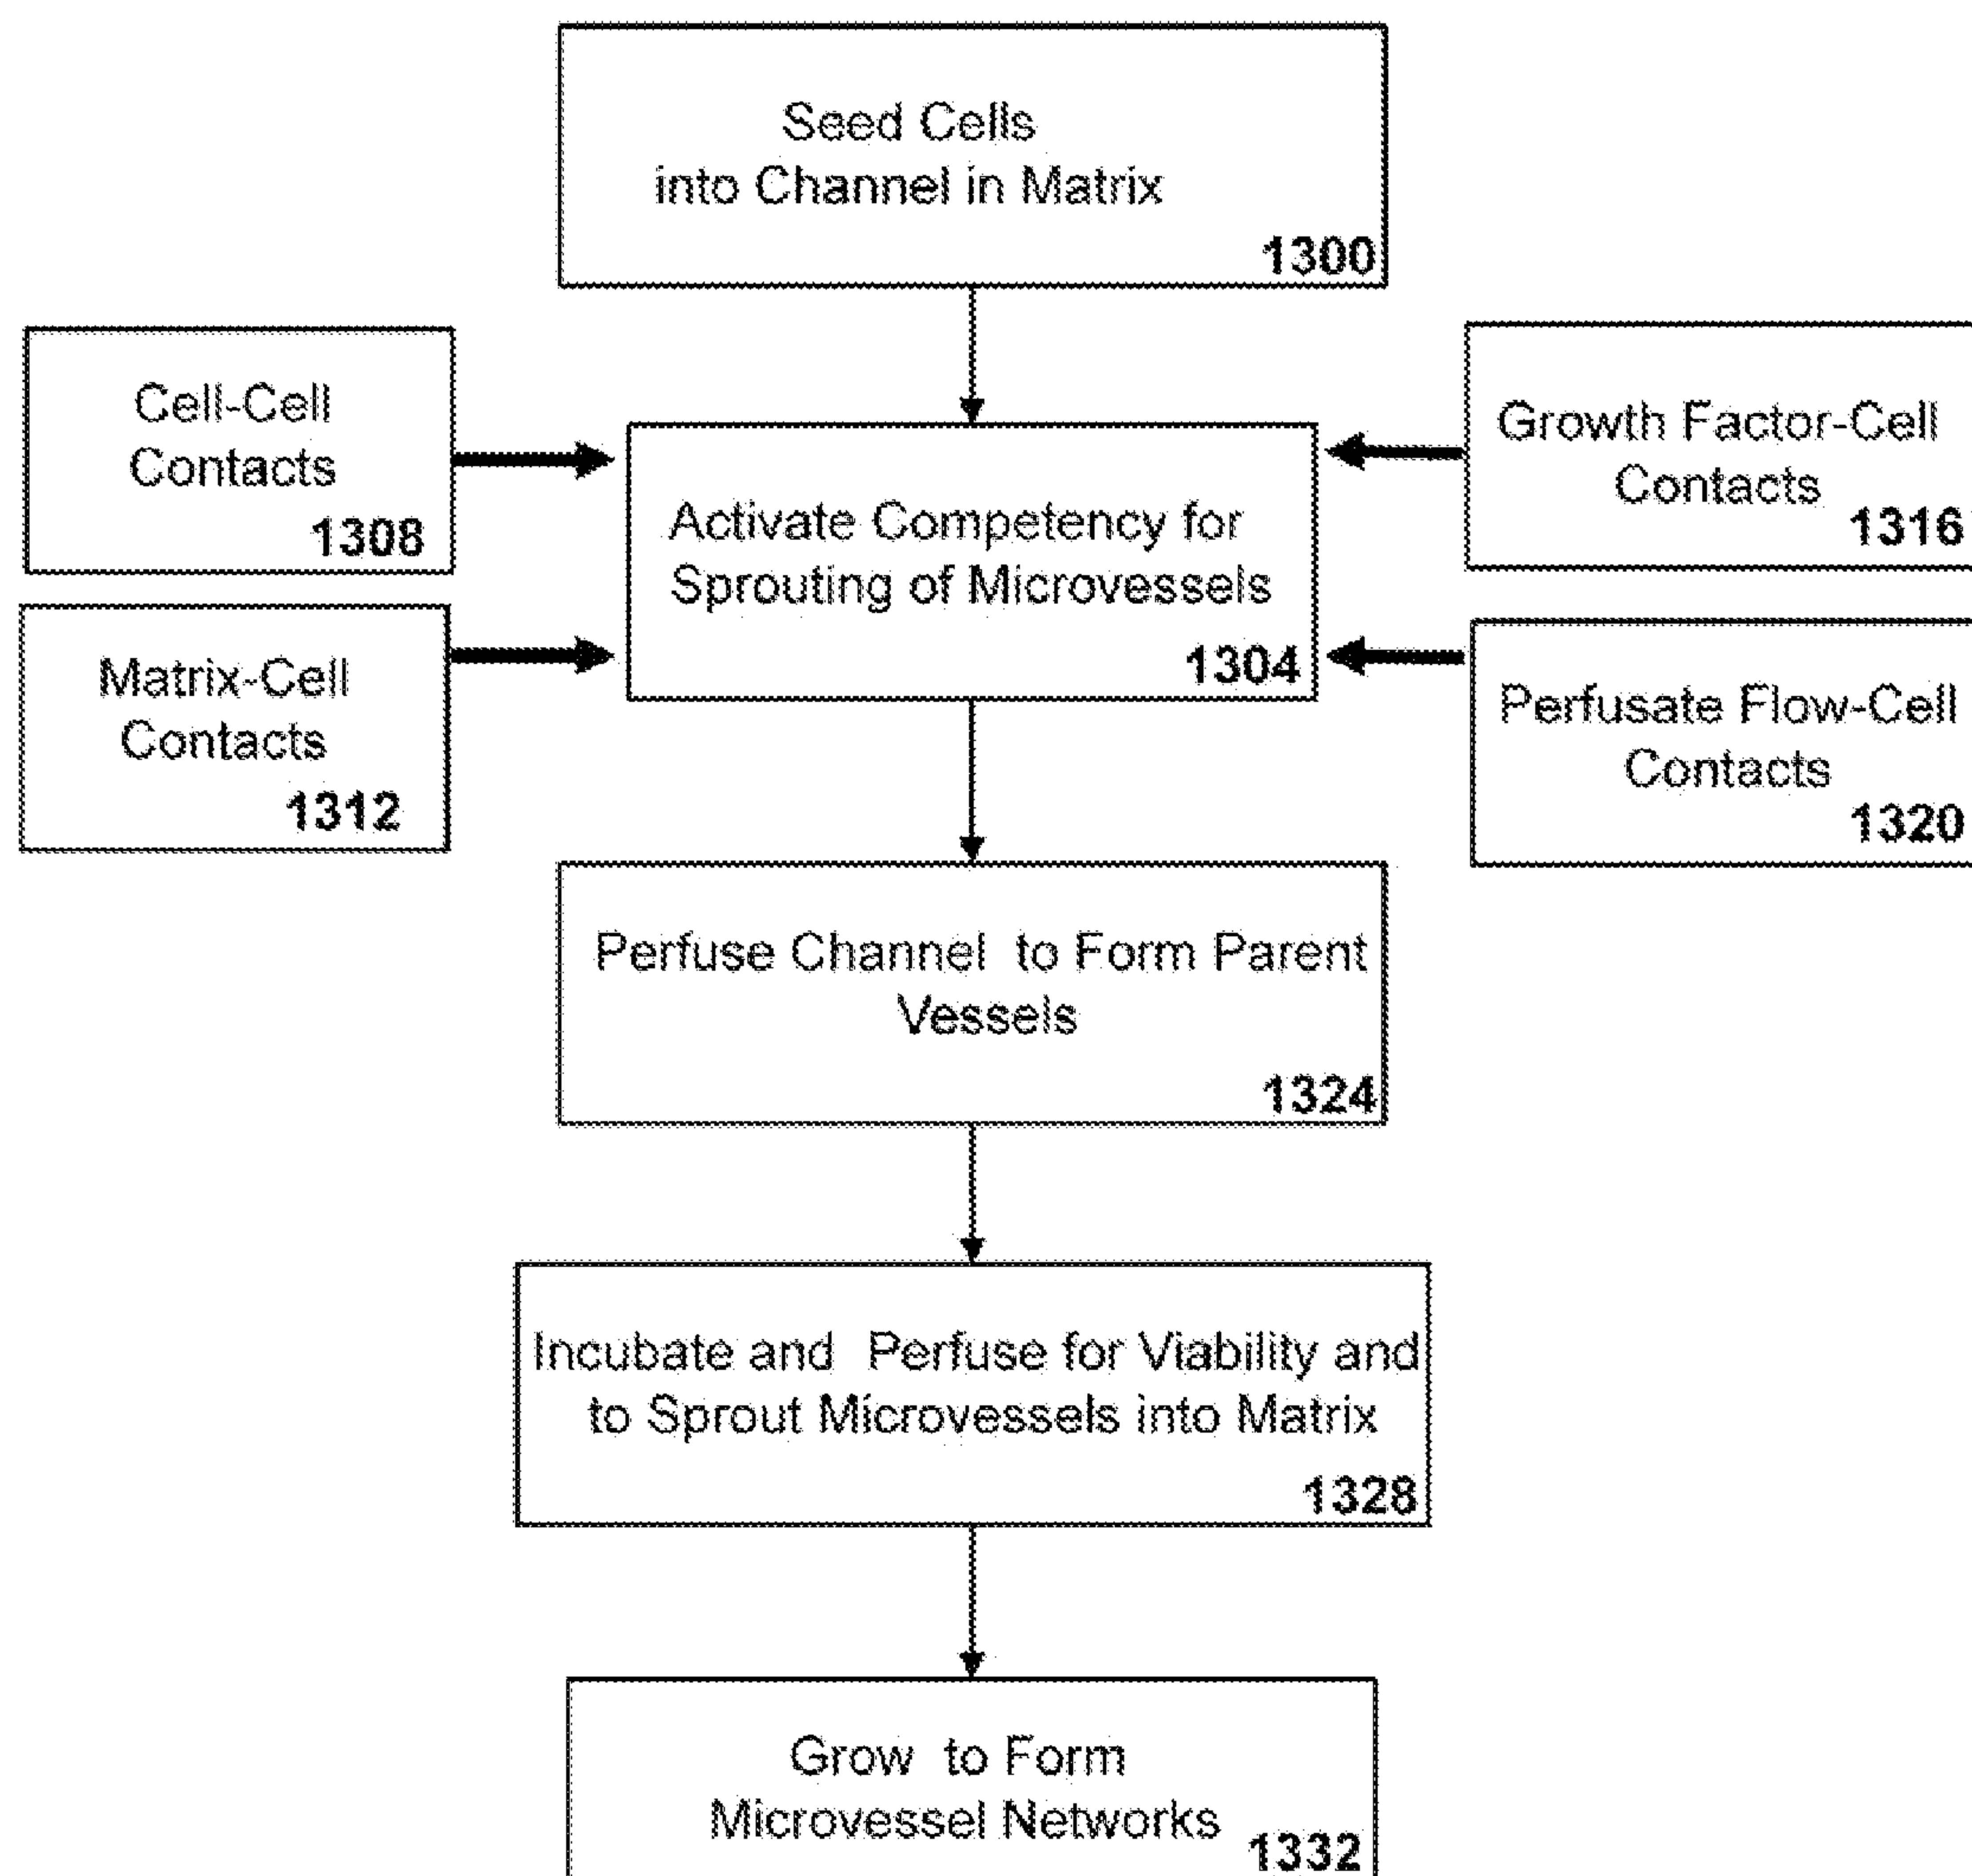 Seed Cells
into Channel in Matrix
1300
Cell-Cell
Contacts
1308
Matrix-Cell
Contacts
1312
Activate Competency for
Sprouting of Microvessels
1304
Growth Factor-Cell
Contacts
1316
Perfusate Flow-Cell
Contacts
1320
Perfuse Channel to Form Parent
Vessels
1324
Incubate and Perfuse for Viability and
to Sprout Microvessels into Matrix
1328
Grow to Form
Microvessel Networks
1332